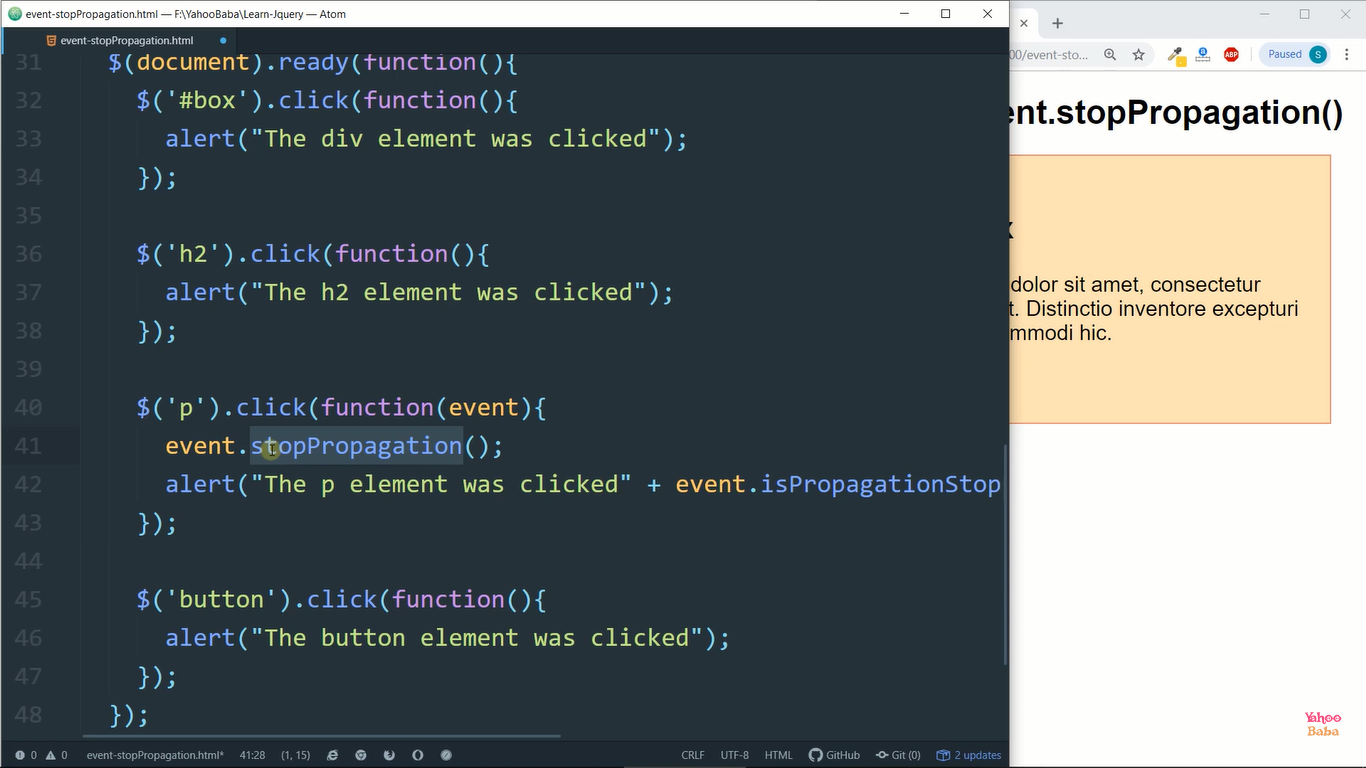 event-stopPropagation.html — F:\YahooBaba\Learn-Jquery — Atom
event-stopPropagation.html
31 $(document).ready(function(){
32 $('#box').click(function(){
33 alert("The div element was clicked");
34 });
35
36 $('h2').click(function(){
37 alert("The h2 element was clicked");
38 });
39
40 $('p').click(function(event){
41 event.stopPropagation();
42 alert("The p element was clicked" + event.isPropagationStop
43 });
44
45 $('button').click(function(){
46 alert("The button element was clicked");
47 });
48 });
0 0 event-stopPropagation.html* 41:28 (1, 15) CRLF UTF-8 HTML GitHub Git (0) 2 updates
00/event-sto... ABP Paused S
ent.stopPropagation()
x
dolor sit amet, consectetur
t. Distinctio inventore excepturi
mmodi hic.
Yahoo
Baba